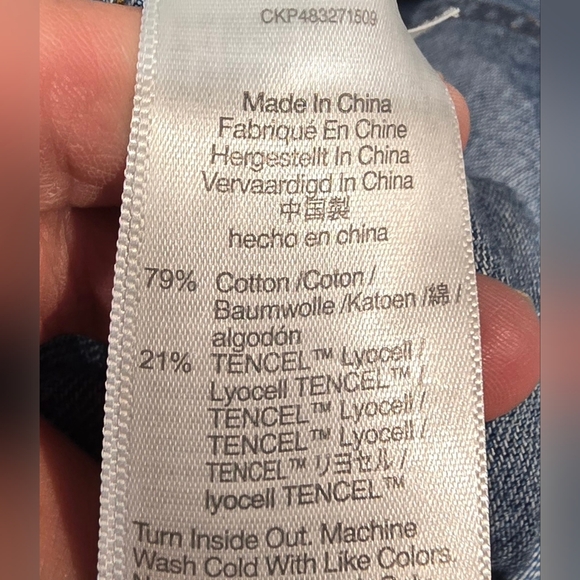 CKP483271509
Made In China
Fabriqué En Chine
Hergestellt In China
Vervaardigd In China
中国製
hecho en china
79% Cotton /Coton /
Baumwolle /Katoen /綿 /
algodón
21% TENCEL™ Lyocell /
Lyocell TENCEL™ /
TENCEL™ Lyocell /
TENCEL™ Lyocell /
TENCEL™ リヨセル /
lyocell TENCEL™
Turn Inside Out. Machine
Wash Cold With Like Colors.